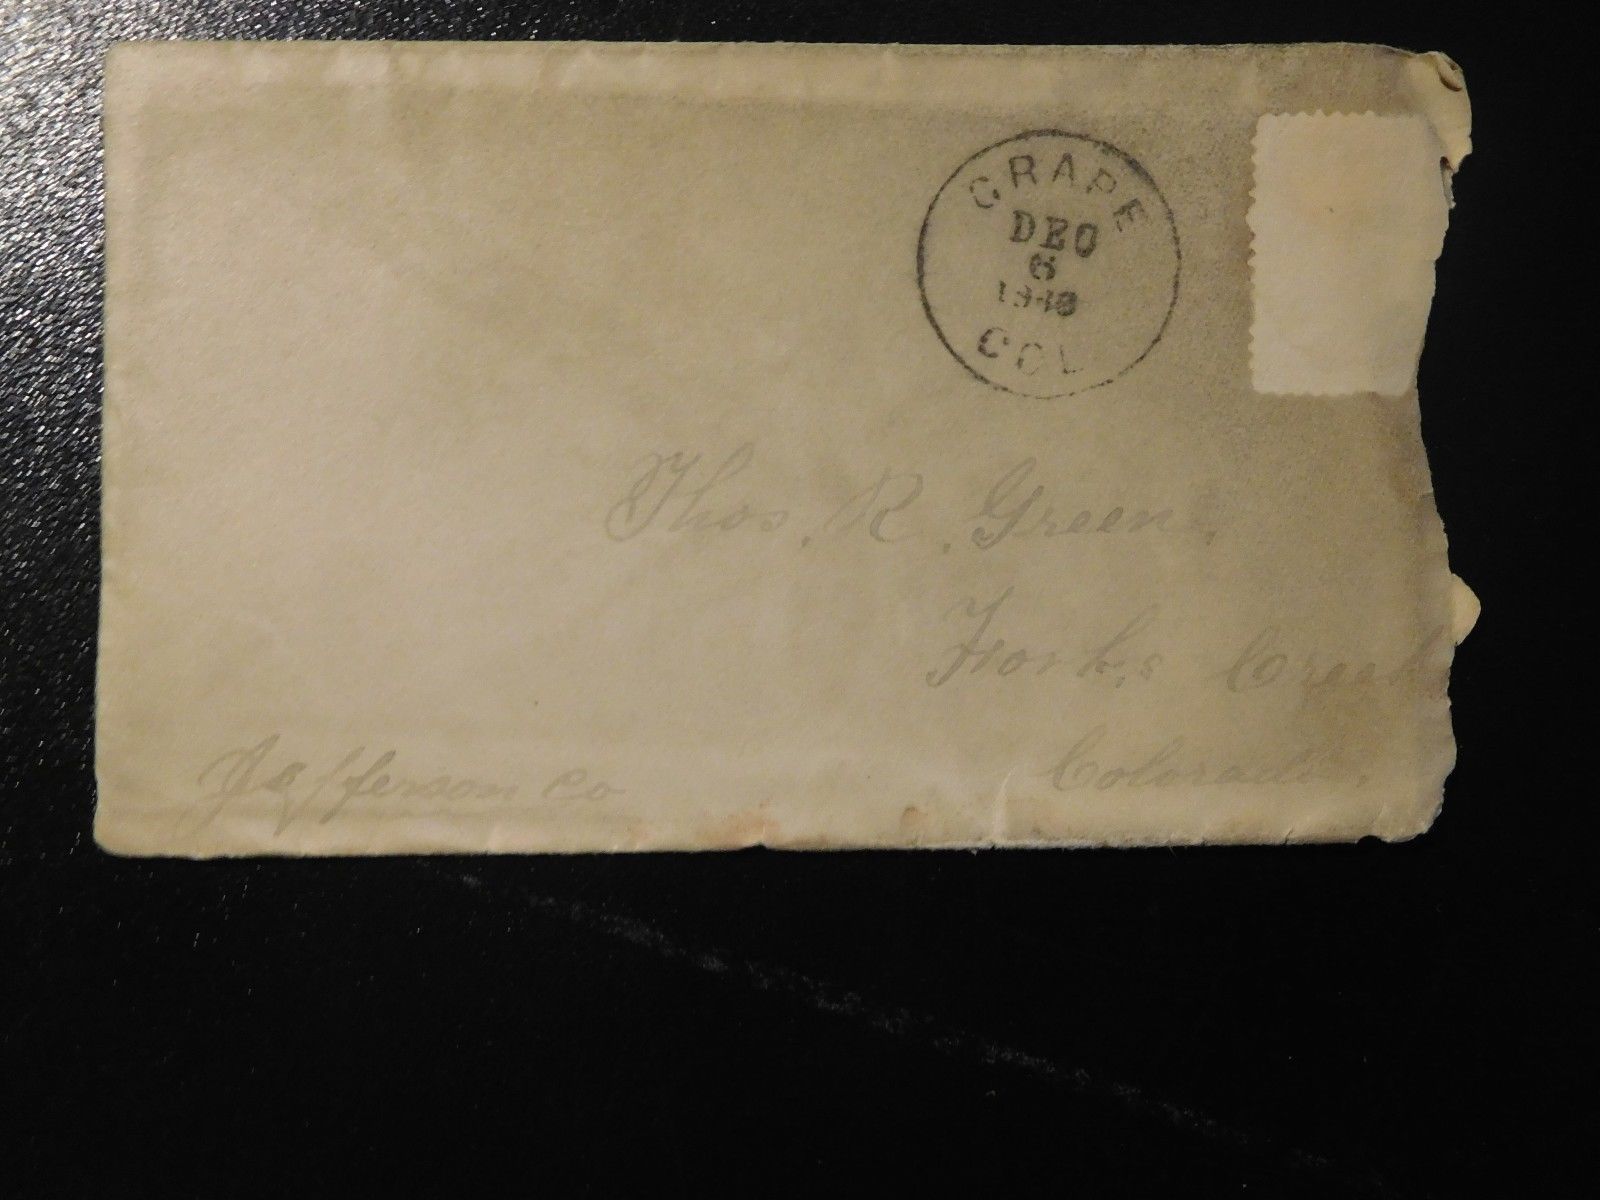 GRAPE
DEC
6
COL
Thos. R. Green.
Forks Creek
Colorado.
Jefferson Co